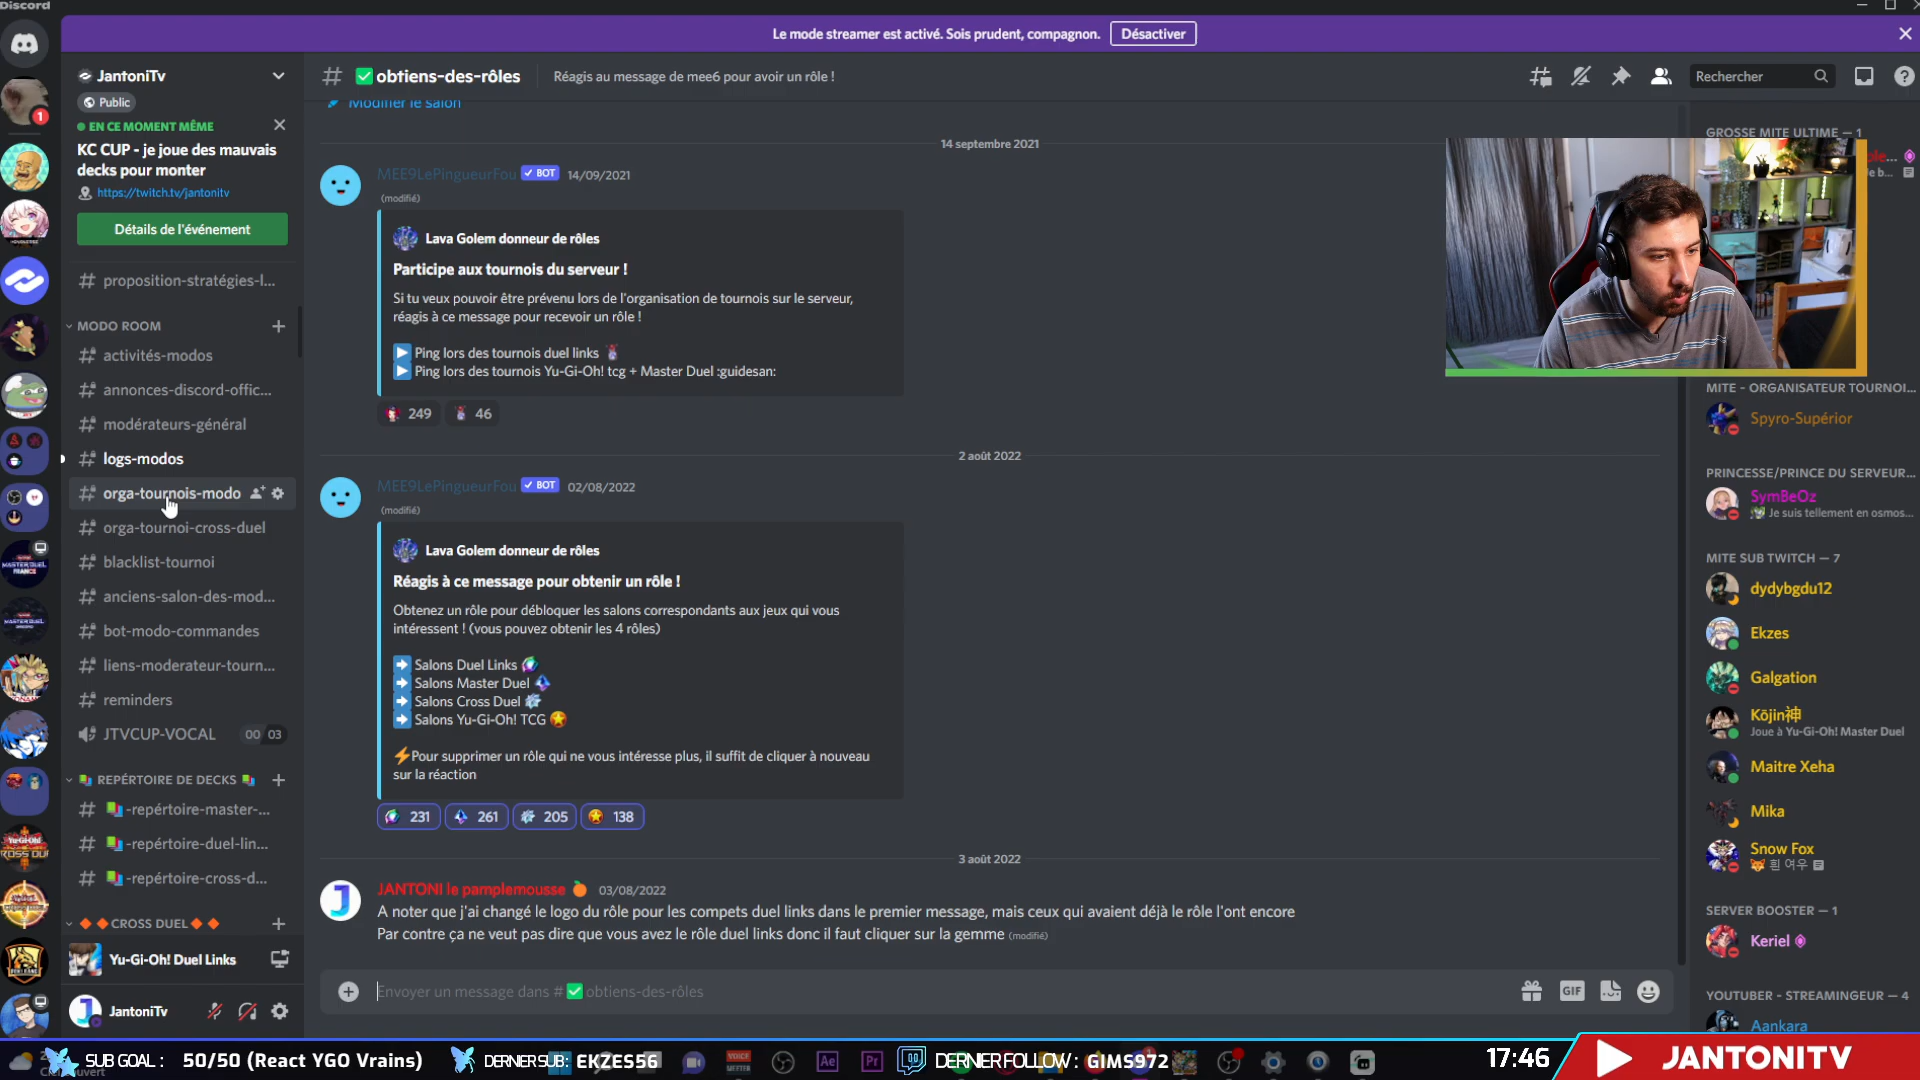 Discord
Le mode streamer est activé. Sois prudent, compagnon.
Désactiver
JantoniTv
Public
EN CE MOMENT MÊME
KC CUP - je joue des mauvais
decks pour monter
https://twitch.tv/jantonitv
Détails de l'événement
# proposition-stratégies-l...
MODO ROOM
activités-modos
annonces-discord-offic...
modérateurs-général
logs-modos
orga-tournois-modo
orga-tournoi-cross-duel
blacklist-tournoi
anciens-salon-des-mod...
bot-modo-commandes
liens-moderateur-tourn...
reminders
JTVCUP-VOCAL 00 03
REPÉRTOIRE DE DECKS
# -repértoire-master-...
# -repértoire-duel-lin...
# -repértoire-cross-d...
CROSS DUEL
Yu-Gi-Oh! Duel Links
JantoniTv
# ✅obtiens-des-rôles
Réagis au message de mee6 pour avoir un rôle !
Rechercher
Modifier le salon
14 septembre 2021
MEE9LePingueurFou BOT 14/09/2021
(modifié)
Lava Golem donneur de rôles
Participe aux tournois du serveur !
Si tu veux pouvoir être prévenu lors de l'organisation de tournois sur le serveur,
réagis à ce message pour recevoir un rôle !
Ping lors des tournois duel links
Ping lors des tournois Yu-Gi-Oh! tcg + Master Duel :guidesan:
249 46
2 août 2022
MEE9LePingueurFou BOT 02/08/2022
(modifié)
Lava Golem donneur de rôles
Réagis à ce message pour obtenir un rôle !
Obtenez un rôle pour débloquer les salons correspondants aux jeux qui vous
intéressent ! (vous pouvez obtenir les 4 rôles)
Salons Duel Links
Salons Master Duel
Salons Cross Duel
Salons Yu-Gi-Oh! TCG
⚡Pour supprimer un rôle qui ne vous intéresse plus, il suffit de cliquer à nouveau
sur la réaction
231 261 205 138
3 août 2022
JANTONI le pamplemousse 03/08/2022
A noter que j'ai changé le logo du rôle pour les compets duel links dans le premier message, mais ceux qui avaient déjà le rôle l'ont encore
Par contre ça ne veut pas dire que vous avez le rôle duel links donc il faut cliquer sur la gemme (modifié)
Envoyer un message dans # ✅ obtiens-des-rôles
GIF
GROSSE MITE ULTIME — 1
MITE - ORGANISATEUR TOURNOI...
Spyro-Supérior
PRINCESSE/PRINCE DU SERVEUR...
SymBeOz
Je suis tellement en osmos...
MITE SUB TWITCH — 7
dydybgdu12
Ekzes
Galgation
Kōjin神
Joue à Yu-Gi-Oh! Master Duel
Maitre Xeha
Mika
Snow Fox
흰 여우
SERVER BOOSTER — 1
Keriel
YOUTUBER - STREAMINGEUR — 4
Aankara
SUB GOAL : 50/50 (React YGO Vrains)
DERNIER SUB: EKZES56
Ae Pr
DERNIER FOLLOW : GIMS972
17:46
JANTONITV